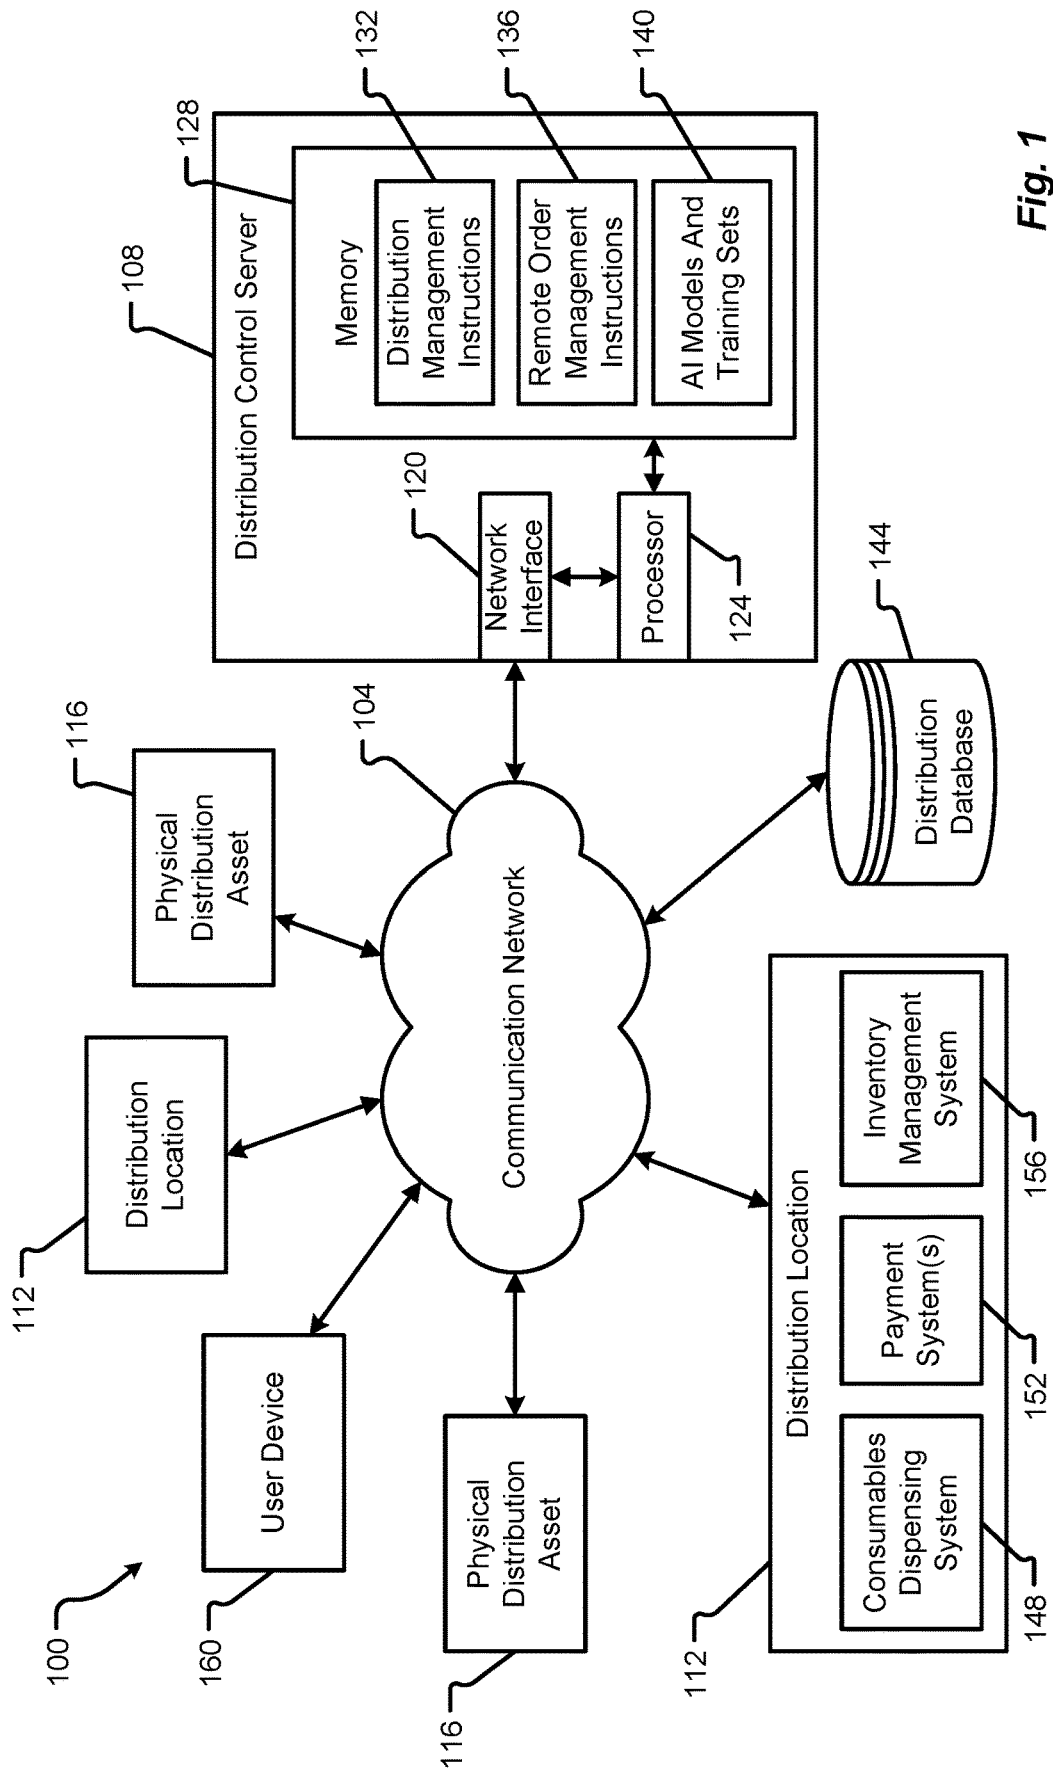 100
160
User Device
112
Distribution
Location
116
Physical
Distribution
Asset
104
Communication Network
116
Physical
Distribution
Asset
108
Distribution Control Server
128
Memory
132
Distribution
Management
Instructions
136
Remote Order
Management
Instructions
140
AI Models And
Training Sets
120
Network
Interface
Processor
124
144
Distribution
Database
112
Distribution Location
Consumables
Dispensing
System
148
Payment
System(s)
152
Inventory
Management
System
156
Fig. 1